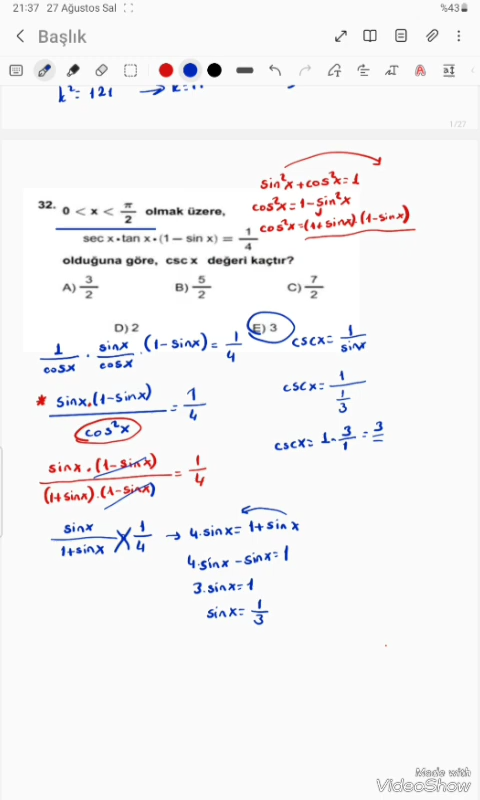 21:37 27 Ağustos Sal %43
Başlık
k² = 121 →
1/27
sin²x + cos²x = 1
cos²x = 1 - sin²x
cos²x = (1 + sinx).(1 - sinx)
32. 0 < x < π/2 olmak üzere,
sec x • tan x • (1 – sin x) = 1/4
olduğuna göre, csc x değeri kaçtır?
A) 3/2 B) 5/2 C) 7/2
D) 2 E) 3
1/cosx . sinx/cosx . (1 - sinx) = 1/4
* sinx.(1 - sinx)/cos²x = 1/4
sinx.(1 - sinx)/(1 + sinx).(1 - sinx) = 1/4
sinx/1 + sinx X 1/4 → 4.sinx = 1 + sinx
4.sinx - sinx = 1
3.sinx = 1
sinx = 1/3
cscx = 1/sinx
cscx = 1/(1/3)
cscx = 1.3/1 = 3
Made with
VideoShow